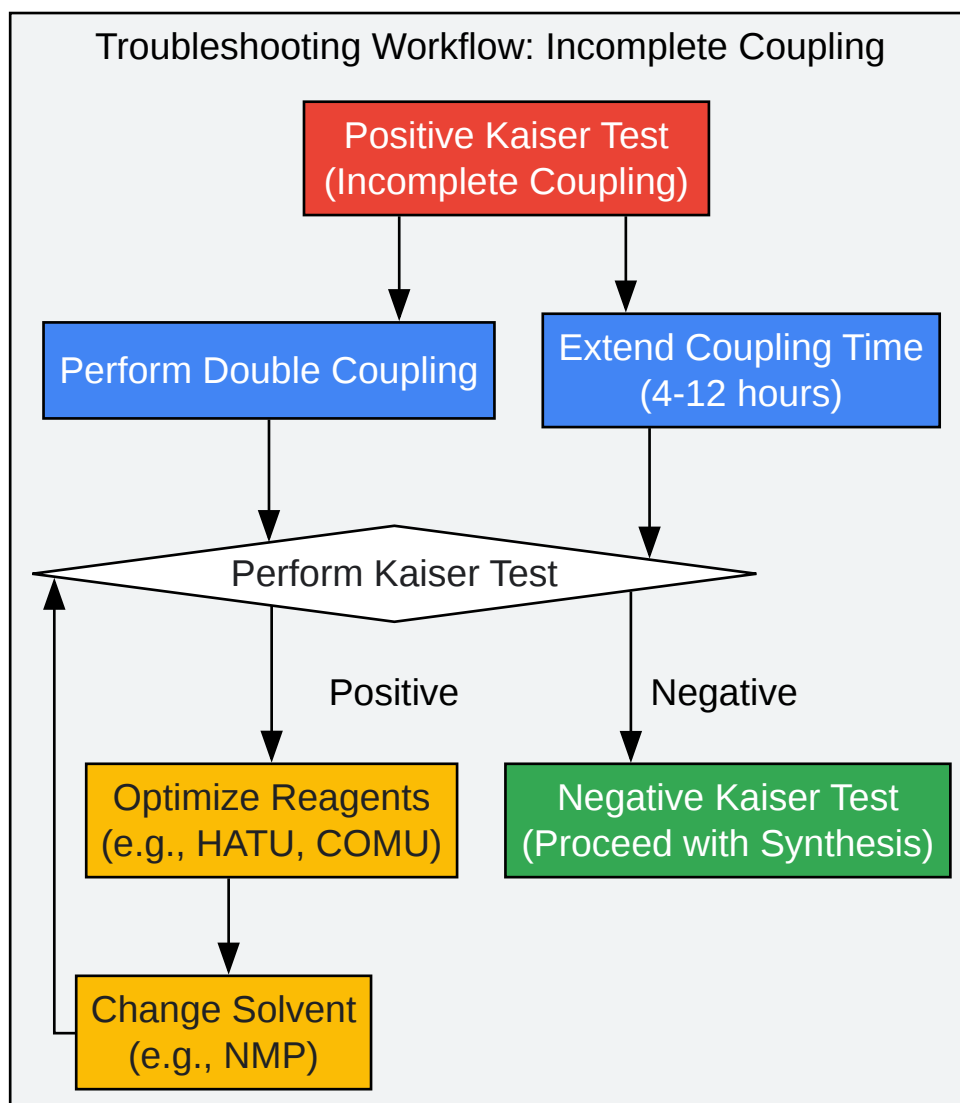 Troubleshooting Workflow: Incomplete Coupling
Positive Kaiser Test
(Incomplete Coupling)
Perform Double Coupling
Extend Coupling Time
(4-12 hours)
Perform Kaiser Test
Positive
Negative
Optimize Reagents
(e.g., HATU, COMU)
Negative Kaiser Test
(Proceed with Synthesis)
Change Solvent
(e.g., NMP)